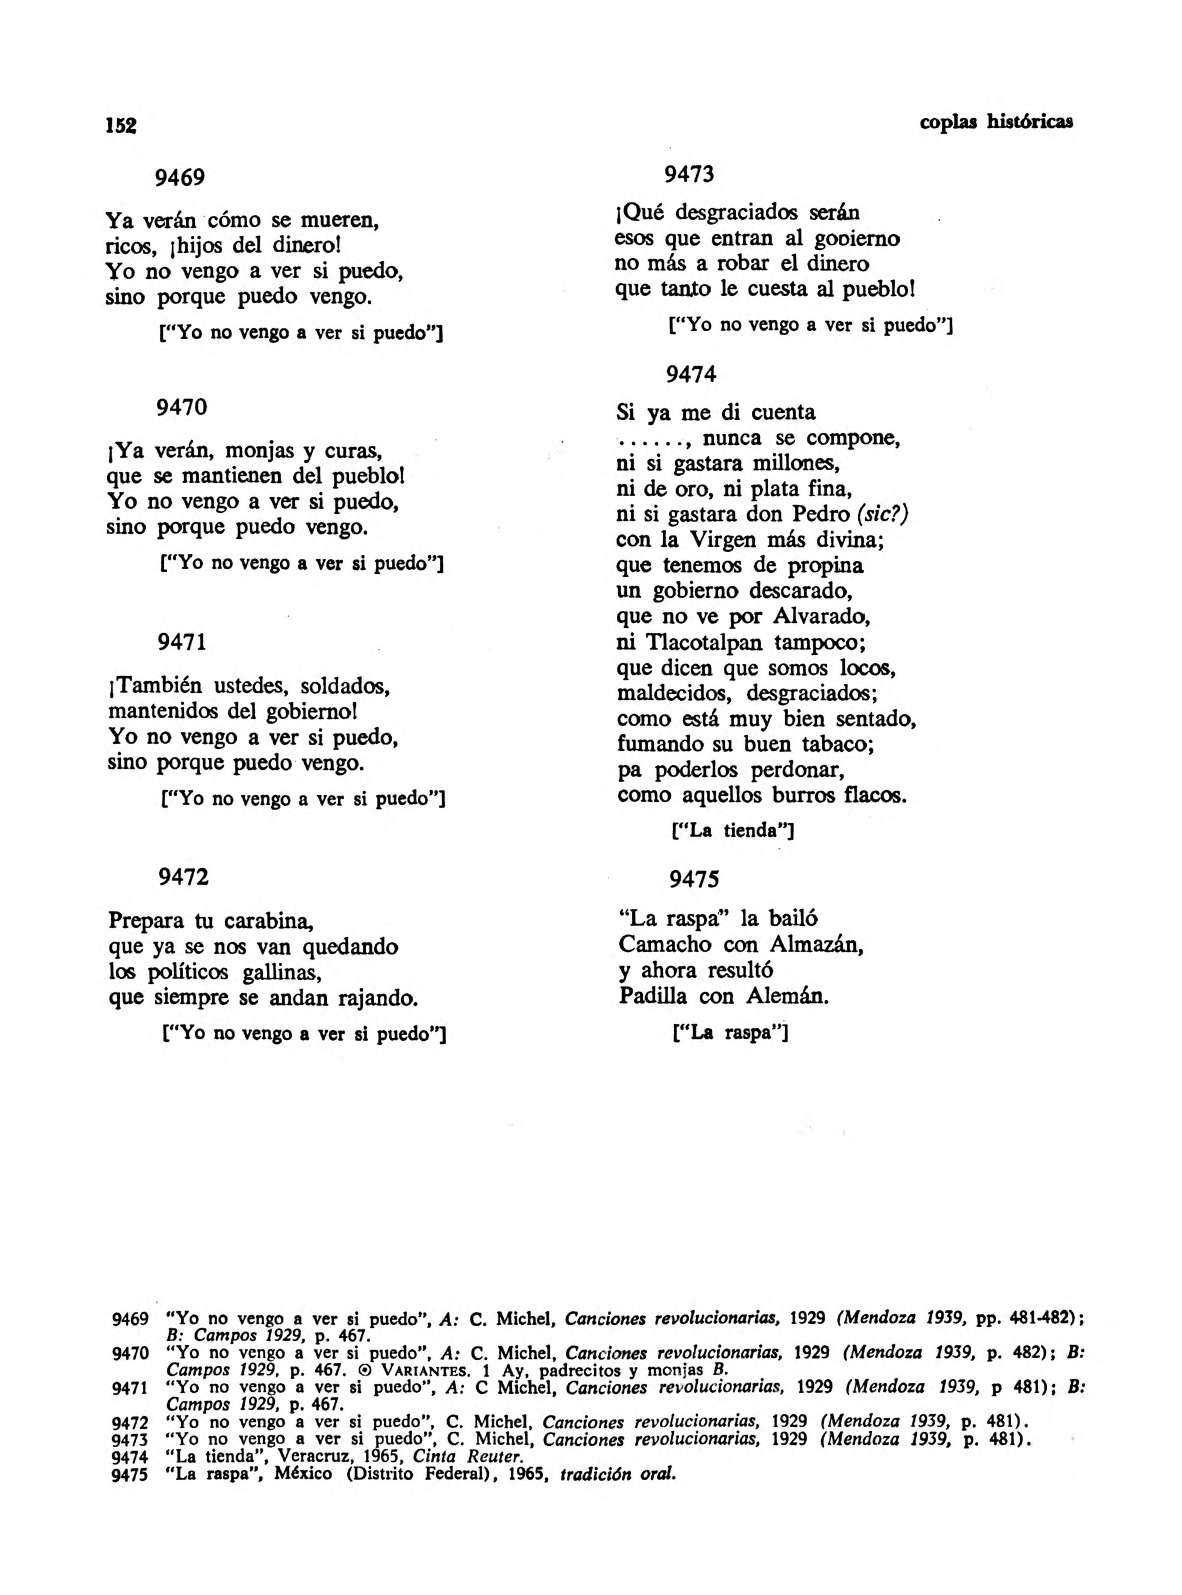 152
coplas históricas
9469
Ya verán cómo se mueren,
ricos, ¡hijos del dinero!
Yo no vengo a ver si puedo,
sino porque puedo vengo.
["Yo no vengo a ver si puedo"]
9470
¡Ya verán, monjas y curas,
que se mantienen del pueblo!
Yo no vengo a ver si puedo,
sino porque puedo vengo.
["Yo no vengo a ver si puedo"]
9471
¡También ustedes, soldados,
mantenidos del gobierno!
Yo no vengo a ver si puedo,
sino porque puedo vengo.
["Yo no vengo a ver si puedo"]
9472
Prepara tu carabina,
que ya se nos van quedando
los políticos gallinas,
que siempre se andan rajando.
["Yo no vengo a ver si puedo"]
9473
¡Qué desgraciados serán
esos que entran al gobierno
no más a robar el dinero
que tanto le cuesta al pueblo!
["Yo no vengo a ver si puedo"]
9474
Si ya me di cuenta
......, nunca se compone,
ni si gastara millones,
ni de oro, ni plata fina,
ni si gastara don Pedro (sic?)
con la Virgen más divina;
que tenemos de propina
un gobierno descarado,
que no ve por Alvarado,
ni Tlacotalpan tampoco;
que dicen que somos locos,
maldecidos, desgraciados;
como está muy bien sentado,
fumando su buen tabaco;
pa poderlos perdonar,
como aquellos burros flacos.
["La tienda"]
9475
“La raspa” la bailó
Camacho con Almazán,
y ahora resultó
Padilla con Alemán.
["La raspa"]
9469 "Yo no vengo a ver si puedo", A: C. Michel, Canciones revolucionarias, 1929 (Mendoza 1939, pp. 481-482);
B: Campos 1929, p. 467.
9470 "Yo no vengo a ver si puedo", A: C. Michel, Canciones revolucionarias, 1929 (Mendoza 1939, p. 482); B:
Campos 1929, p. 467. ⊙ VARIANTES. 1 Ay, padrecitos y monjas B.
9471 "Yo no vengo a ver si puedo", A: C Michel, Canciones revolucionarias, 1929 (Mendoza 1939, p 481); B:
Campos 1929, p. 467.
9472 "Yo no vengo a ver si puedo", C. Michel, Canciones revolucionarias, 1929 (Mendoza 1939, p. 481).
9473 "Yo no vengo a ver si puedo", C. Michel, Canciones revolucionarias, 1929 (Mendoza 1939, p. 481).
9474 "La tienda", Veracruz, 1965, Cinta Reuter.
9475 "La raspa", México (Distrito Federal), 1965, tradición oral.